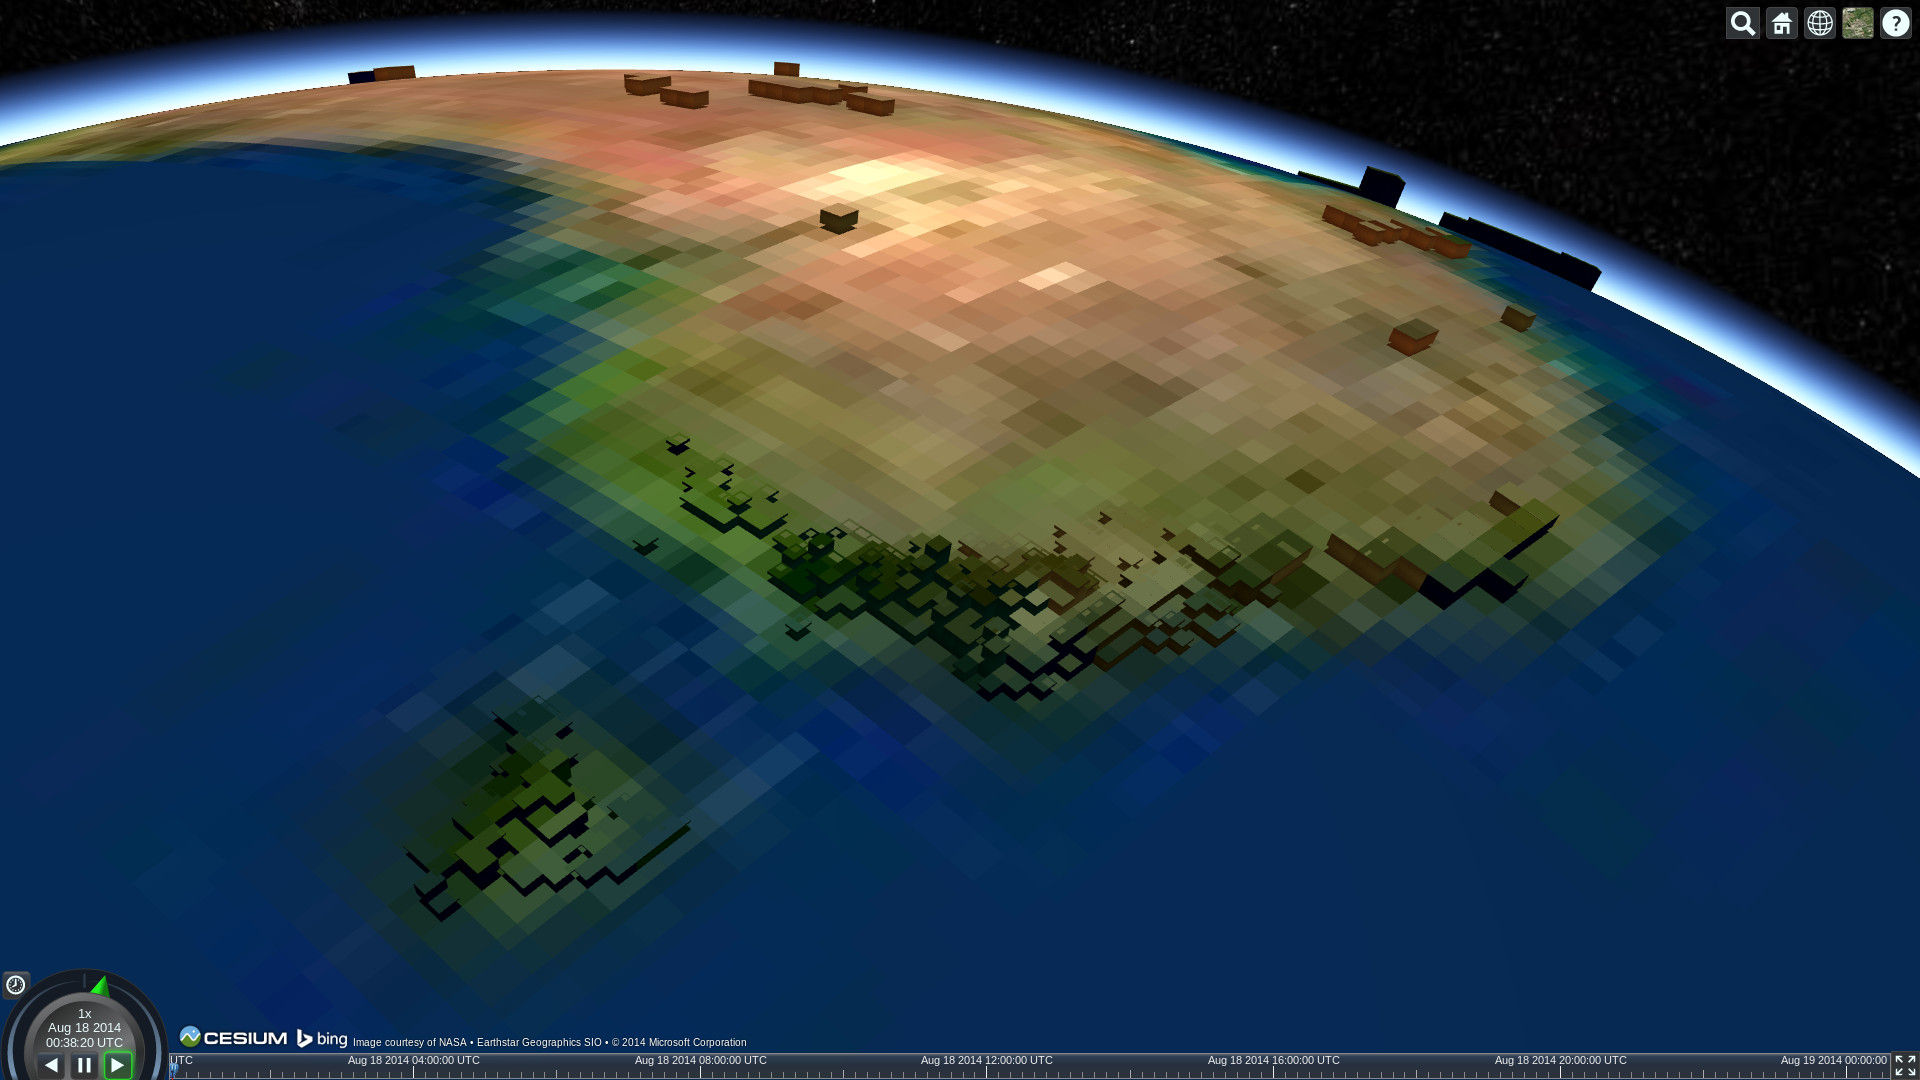 ?
1x
Aug 18 2014
00:38:20 UTC
CESIUM bing Image courtesy of NASA • Earthstar Geographics SIO • © 2014 Microsoft Corporation
UTC Aug 18 2014 04:00:00 UTC Aug 18 2014 08:00:00 UTC Aug 18 2014 12:00:00 UTC Aug 18 2014 16:00:00 UTC Aug 18 2014 20:00:00 UTC Aug 19 2014 00:00:00